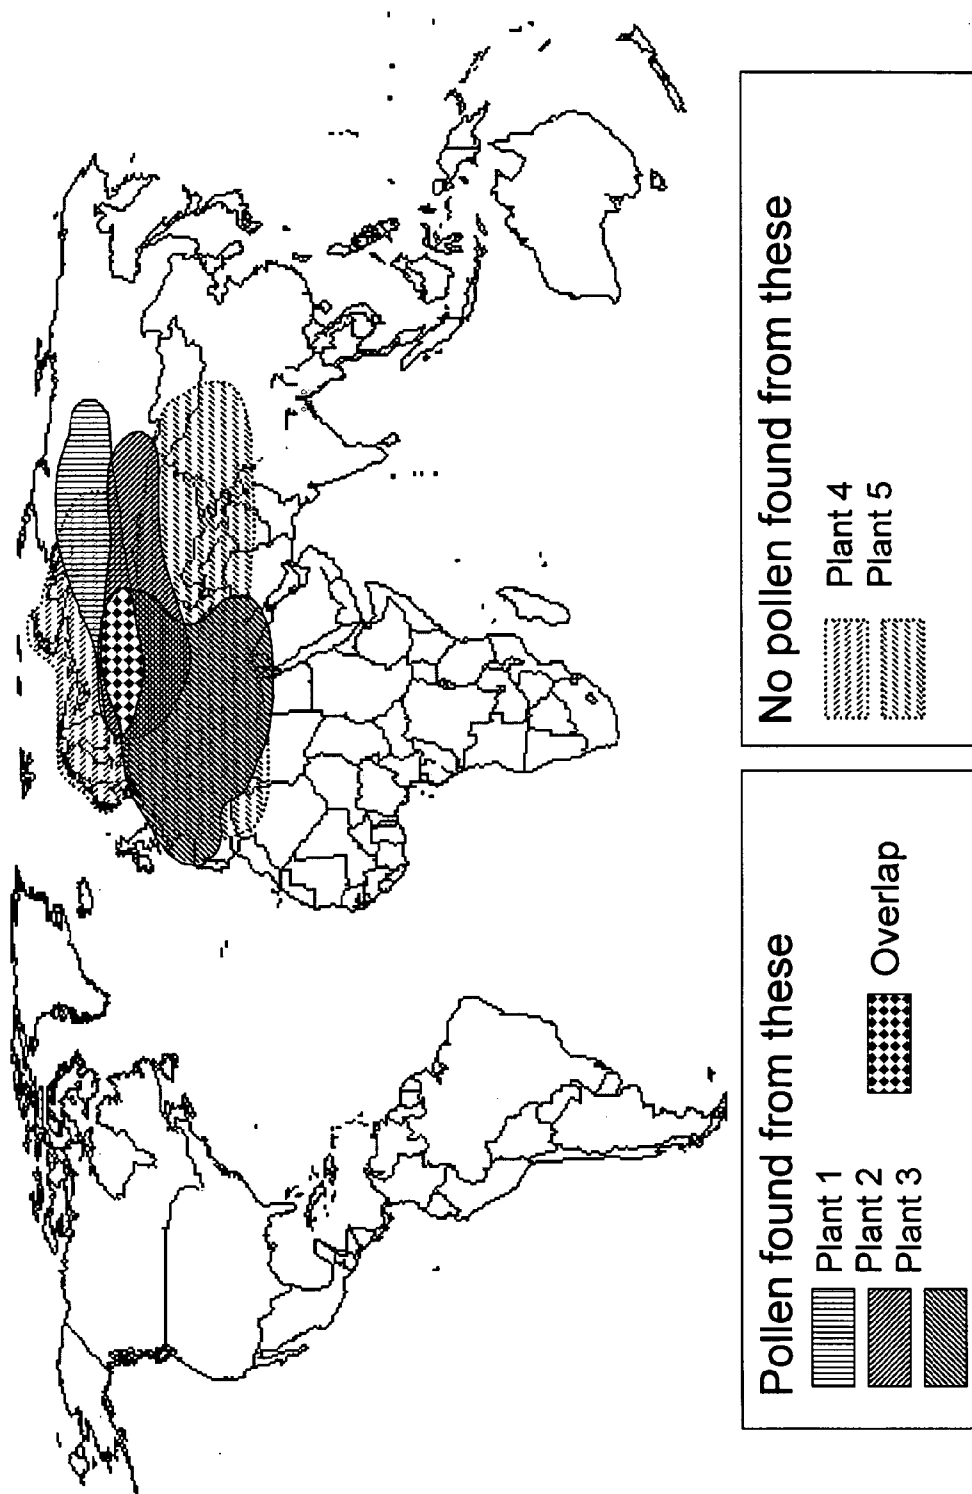 Pollen found from these
Plant 1
Plant 2
Plant 3
Overlap
No pollen found from these
Plant 4
Plant 5